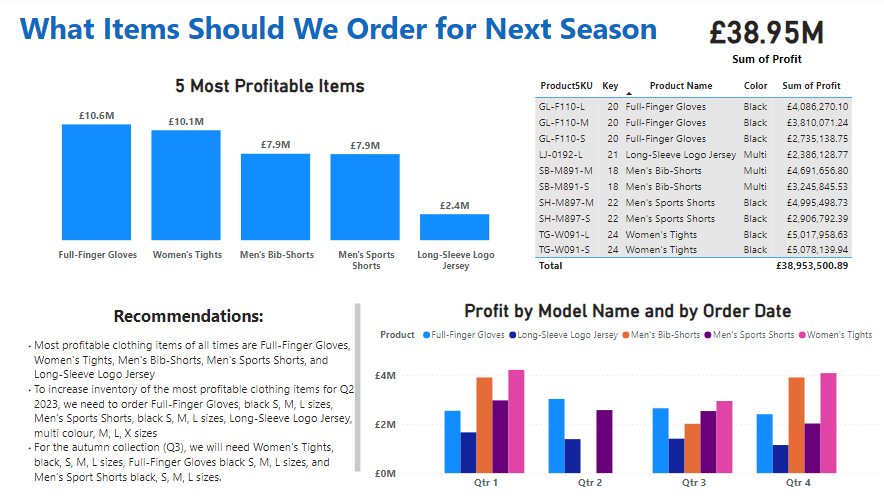 What Items Should We Order for Next Season
£38.95M
Sum of Profit
5 Most Profitable Items
£10.6M
£10.1M
£7.9M
£7.9M
£2.4M
Full-Finger Gloves
Women's Tights
Men's Bib-Shorts
Men's Sports
Shorts
Long-Sleeve Logo
Jersey
ProductSKU Key Product Name Color Sum of Profit
GL-F110-L 20 Full-Finger Gloves Black £4,086,270.10
GL-F110-M 20 Full-Finger Gloves Black £3,810,071.24
GL-F110-S 20 Full-Finger Gloves Black £2,735,138.75
LJ-0192-L 21 Long-Sleeve Logo Jersey Multi £2,386,128.77
SB-M891-M 18 Men's Bib-Shorts Multi £4,691,656.80
SB-M891-S 18 Men's Bib-Shorts Multi £3,245,845.53
SH-M897-M 22 Men's Sports Shorts Black £4,995,498.73
SH-M897-S 22 Men's Sports Shorts Black £2,906,792.39
TG-W091-L 24 Women's Tights Black £5,017,958.63
TG-W091-S 24 Women's Tights Black £5,078,139.94
Total £38,953,500.89
Recommendations:
• Most profitable clothing items of all times are Full-Finger Gloves,
Women's Tights, Men's Bib-Shorts, Men's Sports Shorts, and
Long-Sleeve Logo Jersey
• To increase inventory of the most profitable clothing items for Q2
2023, we need to order Full-Finger Gloves, black S, M, L sizes,
Men's Sports Shorts, black S, M, L sizes, Long-Sleeve Logo Jersey,
multi colour, M, L, X sizes
• For the autumn collection (Q3), we will need Women's Tights,
black, S, M, L sizes, Full-Finger Gloves black S, M, L sizes, and
Men's Sport Shorts black, S, M, L sizes.
Profit by Model Name and by Order Date
Product Full-Finger Gloves Long-Sleeve Logo Jersey Men's Bib-Shorts Men's Sports Shorts Women's Tights
£4M
£2M
£0M
Qtr 1
Qtr 2
Qtr 3
Qtr 4